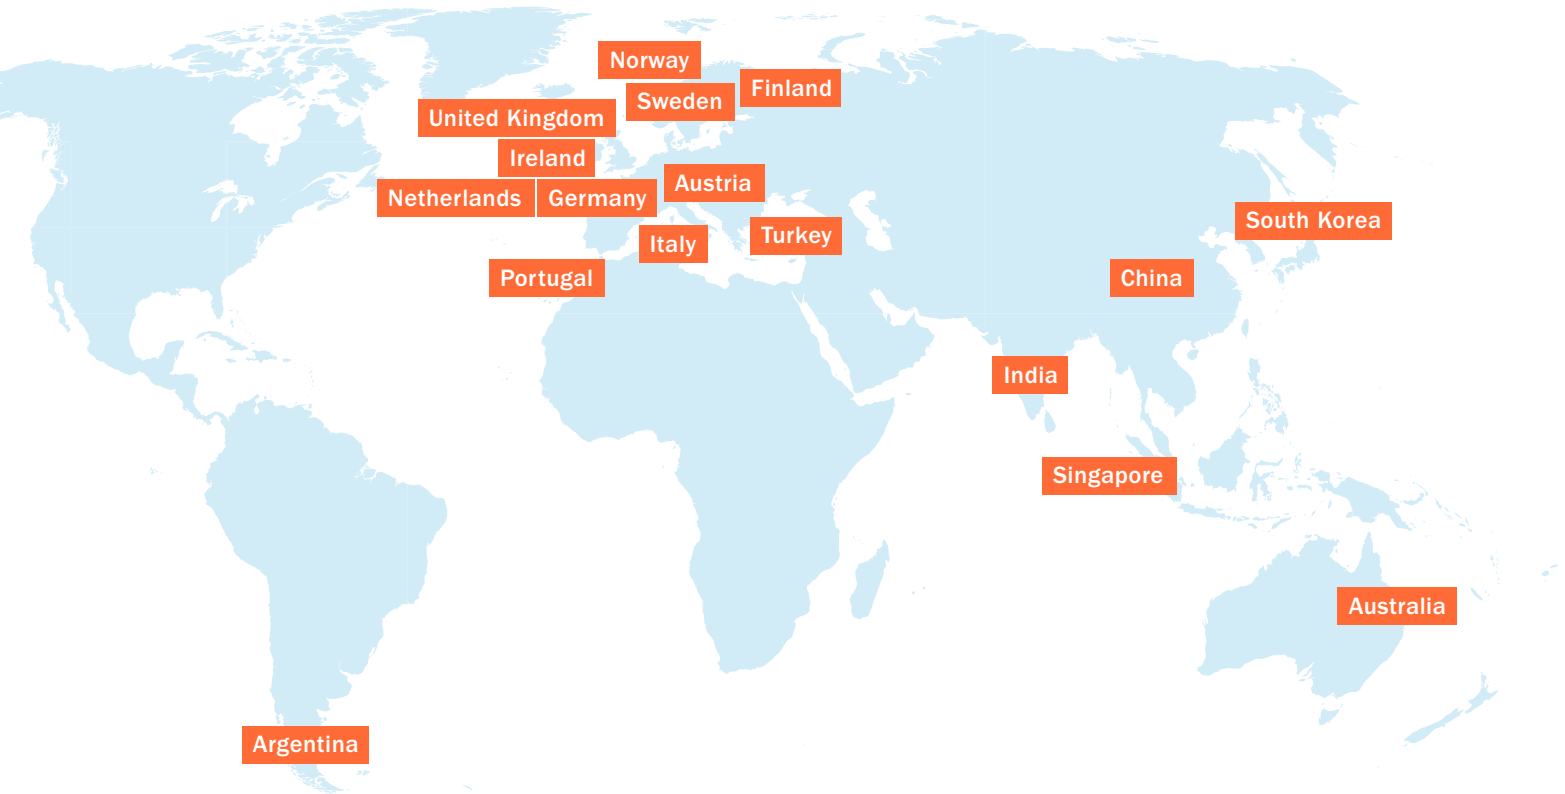 Norway
Finland
Sweden
United Kingdom
Ireland
Austria
Netherlands
Germany
South Korea
Turkey
Italy
Portugal
China
India
Singapore
Australia
Argentina